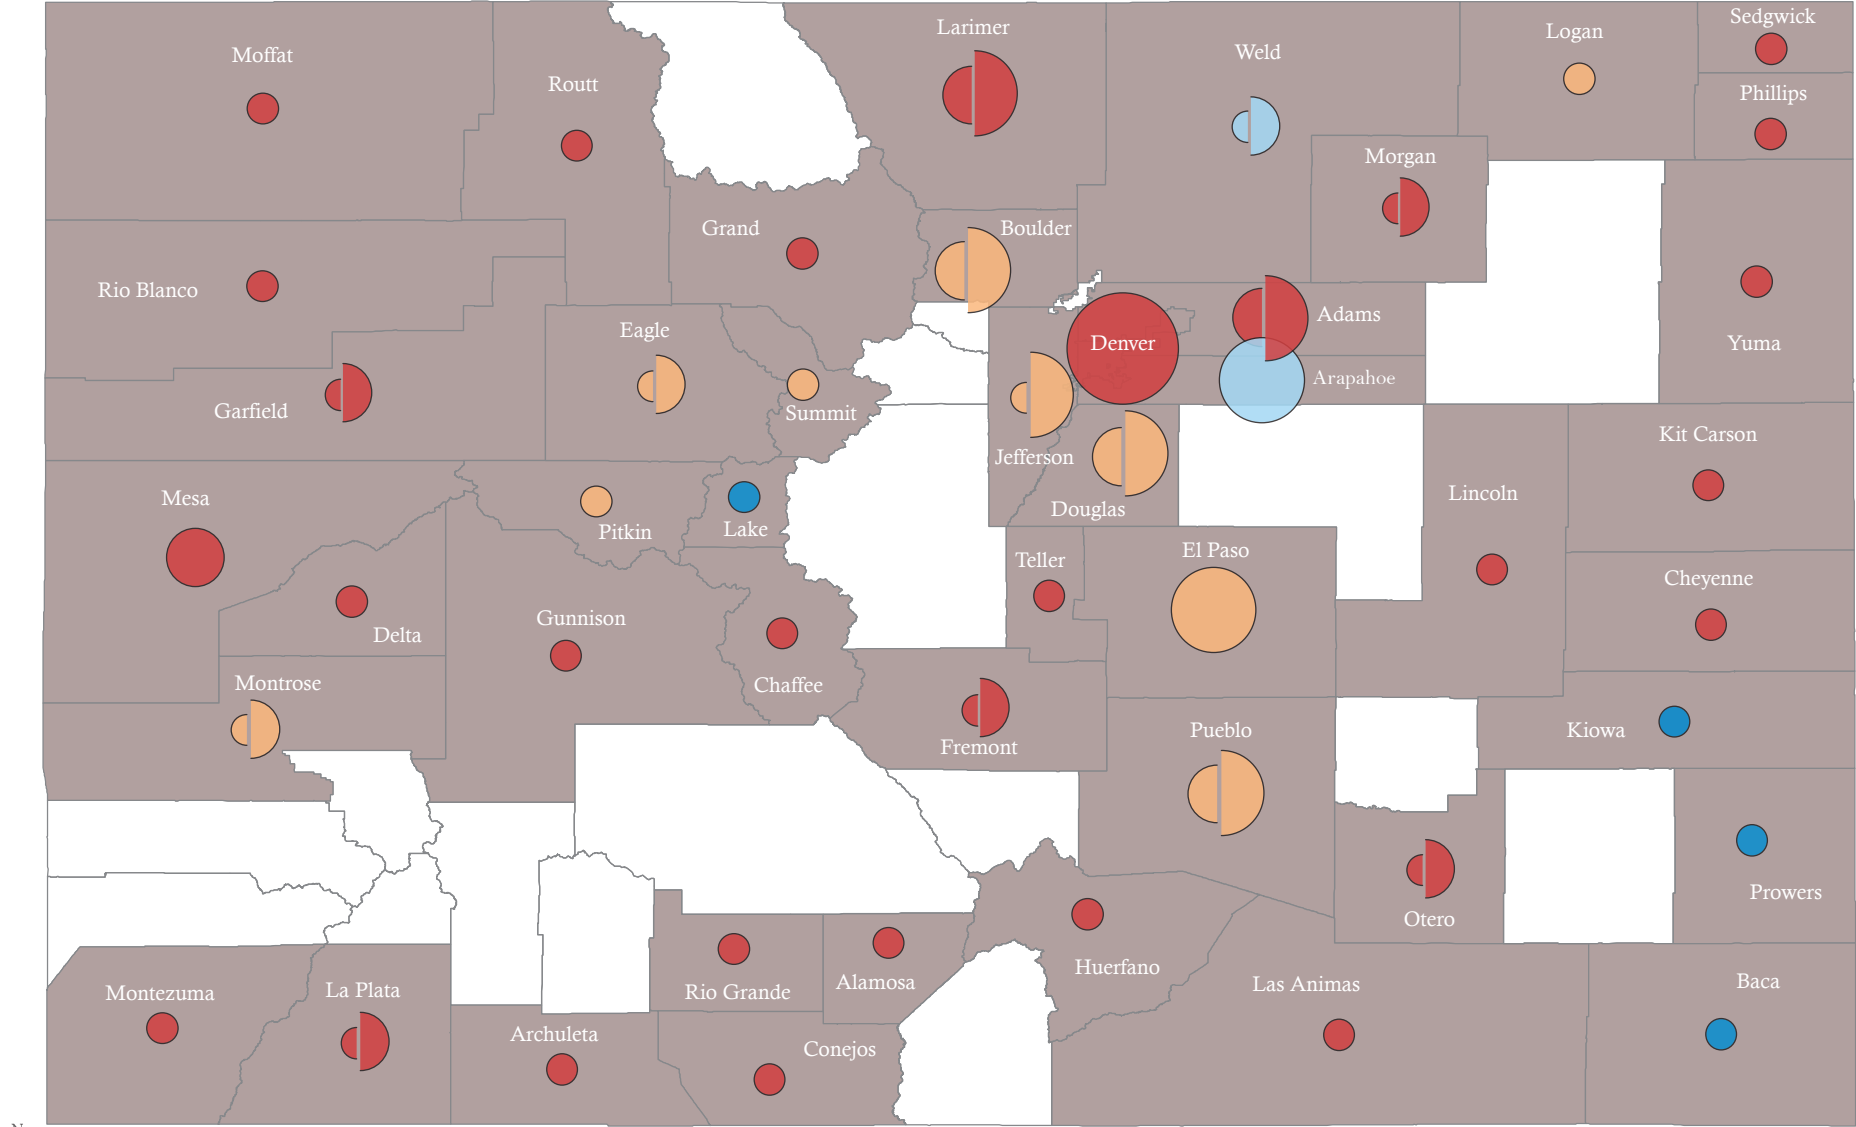 Sedgwick
Larimer
Logan
Moffat
Weld
Routt
Phillips
Morgan
Grand
Boulder
Rio Blanco
Adams
Eagle
Denver
Yuma
Arapahoe
Garfield
Summit
Kit Carson
Jefferson
Mesa
Lincoln
Douglas
Pitkin
Lake
El Paso
Teller
Cheyenne
Gunnison
Delta
Montrose
Chaffee
Pueblo
Kiowa
Fremont
Prowers
Otero
Huerfano
Alamosa
Baca
Las Animas
La Plata
Rio Grande
Montezuma
Archuleta
Conejos